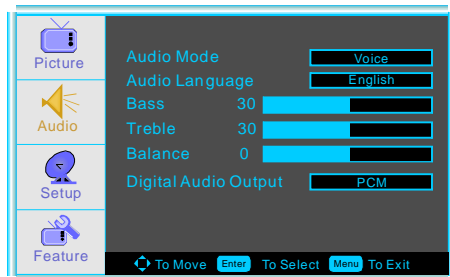 Picture
Audio
Setup
Feature
Audio Mode Voice
Audio Language English
Bass 30
Treble 30
Balance 0
Digital Audio Output PCM
To Move Enter To Select Menu To Exit